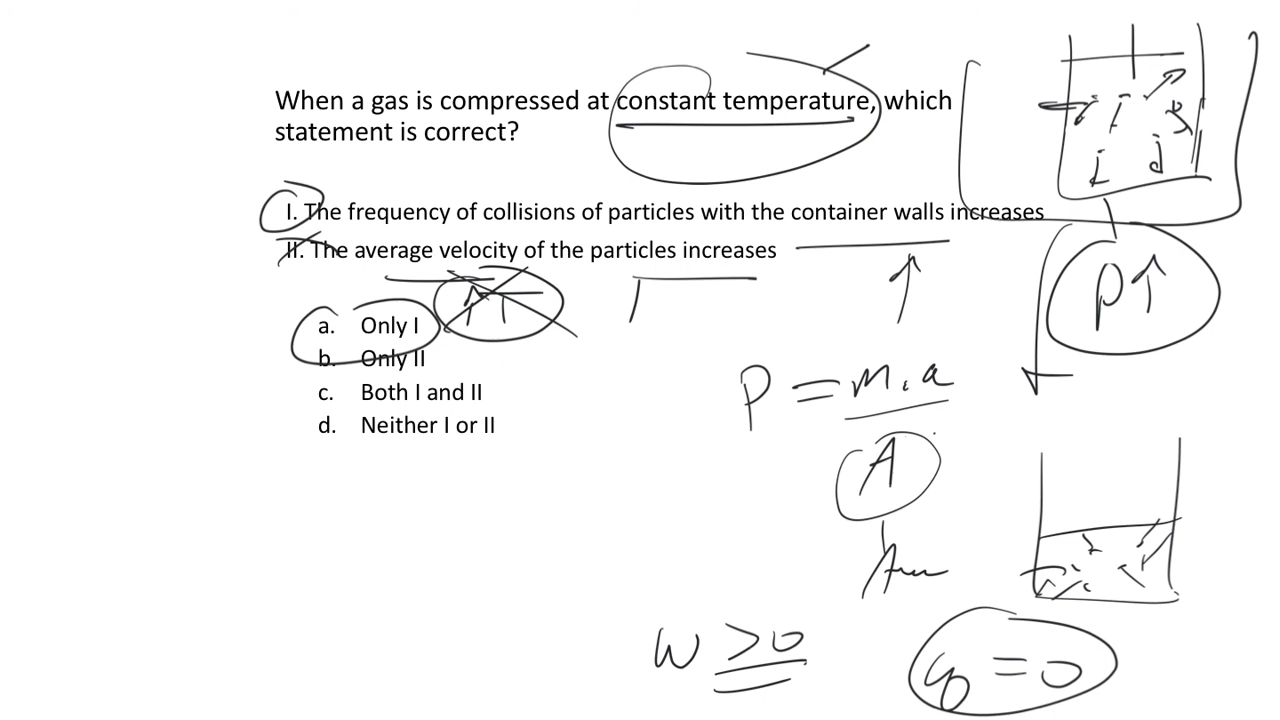 When a gas is compressed at constant temperature, which
statement is correct?
I. The frequency of collisions of particles with the container walls increases
II. The average velocity of the particles increases
a. Only I
b. Only II
c. Both I and II
d. Neither I or II
P↑
P = m.a
A
w > 0
= 0